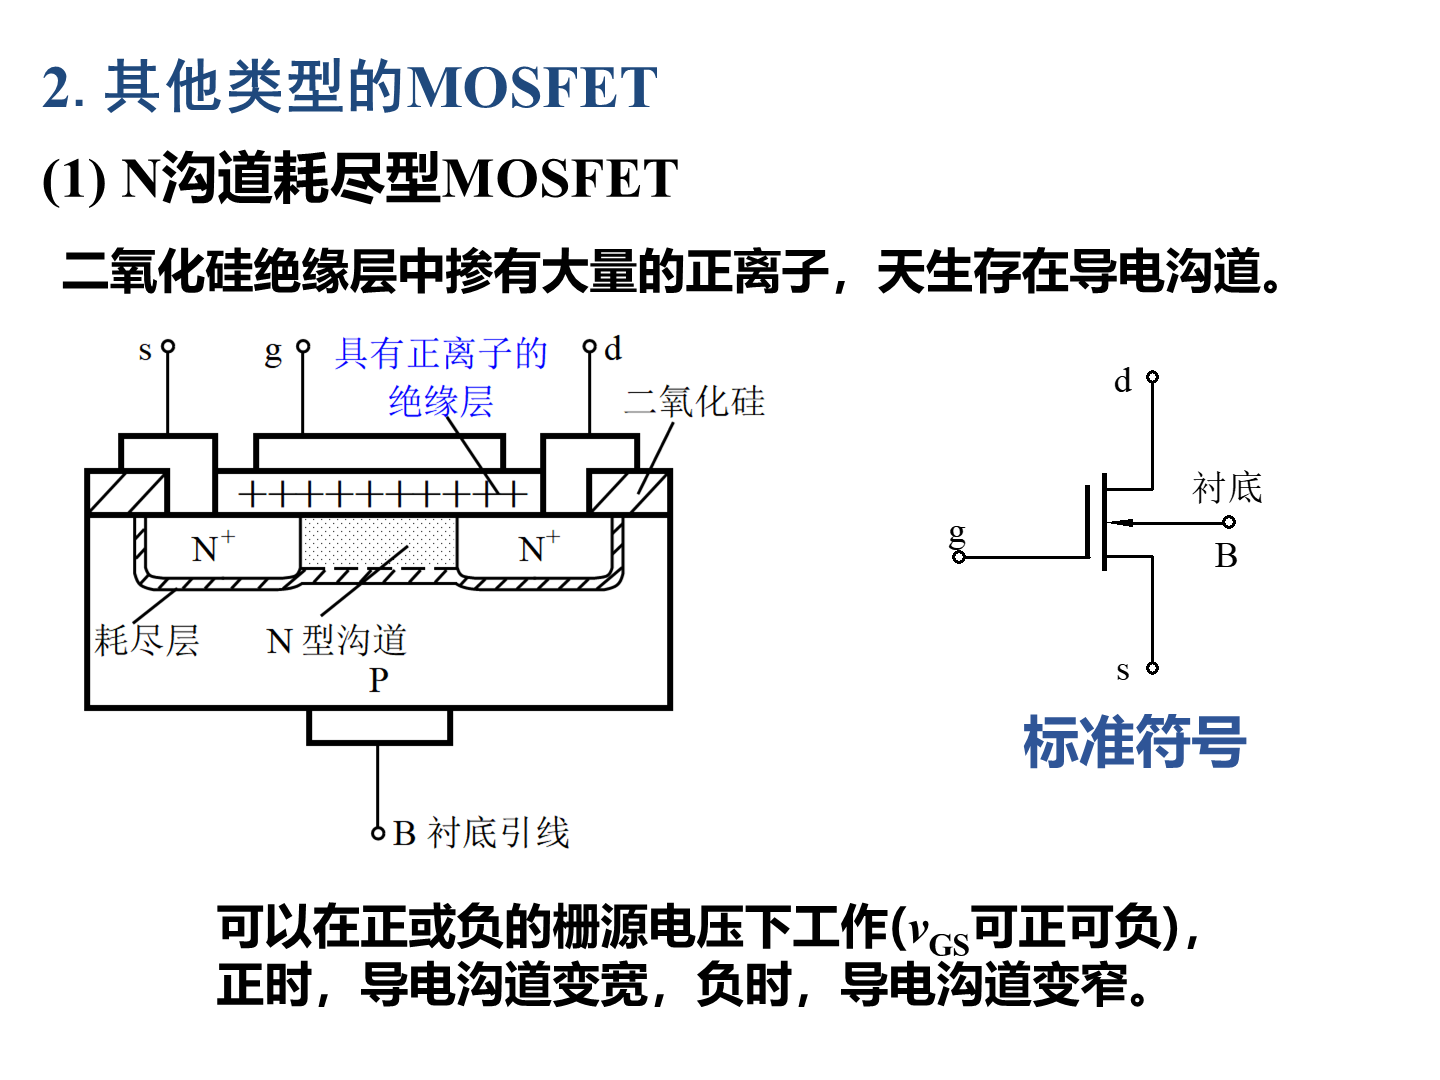 2. 其他类型的MOSFET
(1) N沟道耗尽型MOSFET
二氧化硅绝缘层中掺有大量的正离子，天生存在导电沟道。
s
g
具有正离子的
绝缘层
d
二氧化硅
+++++++++
N+
N+
耗尽层
N 型沟道
P
B 衬底引线
d
衬底
g
B
s
标准符号
可以在正或负的栅源电压下工作(vGS可正可负)，
正时，导电沟道变宽，负时，导电沟道变窄。